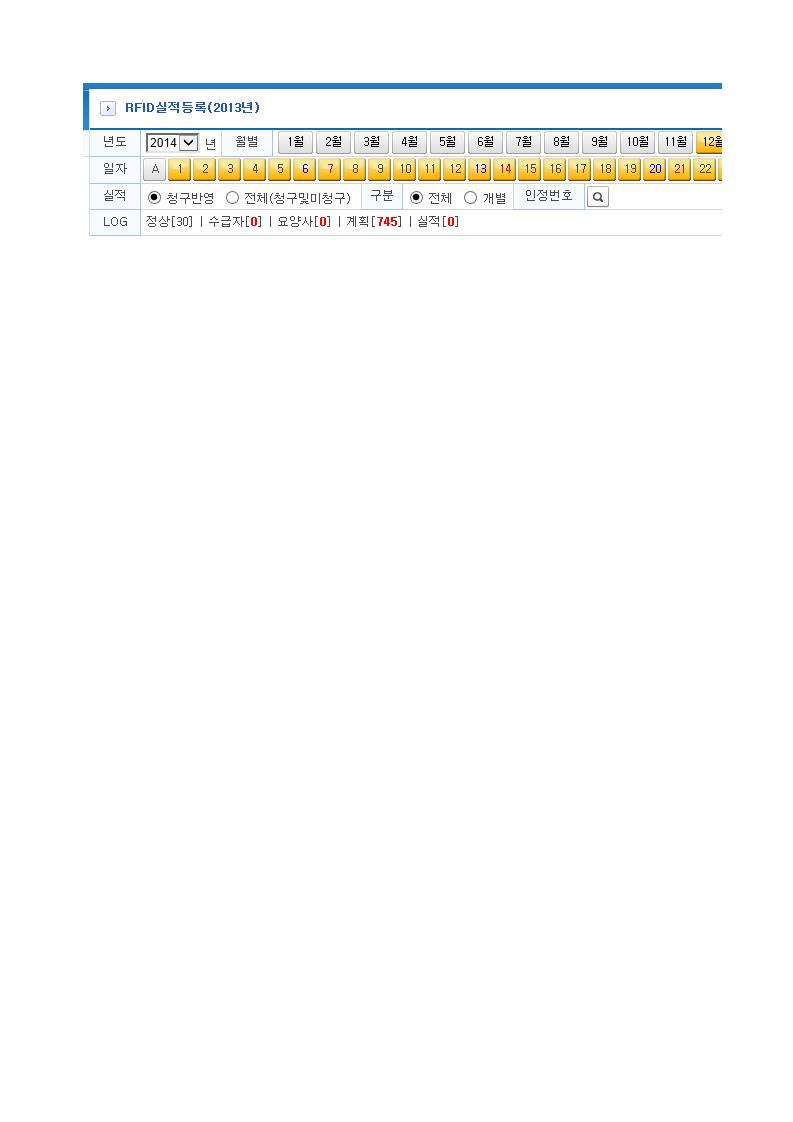 RFID실적등록(2013년)
년도 2014 년 월별 1월 2월 3월 4월 5월 6월 7월 8월 9월 10월 11월 12월
일자 A 1 2 3 4 5 6 7 8 9 10 11 12 13 14 15 16 17 18 19 20 21 22
실적 청구반영 전체(청구및미청구) 구분 전체 개별 인정번호
LOG 정상[30] | 수급자[0] | 요양사[0] | 계획[745] | 실적[0]